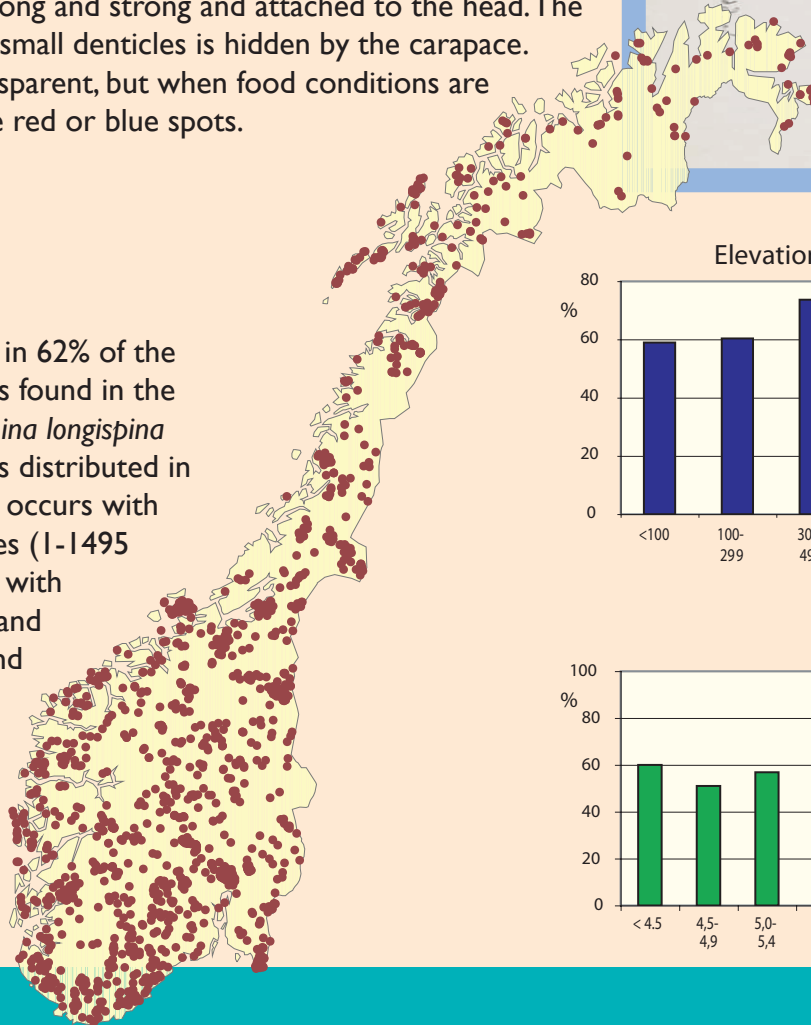 ong and strong and attached to the head. The
small denticles is hidden by the carapace.
sparent, but when food conditions are
e red or blue spots.
in 62% of the
s found in the
ina longispina
s distributed in
occurs with
es (1-1495
with
and
nd
Elevation
80
%
60
40
20
0
<100
100-
299
30
49
100
%
80
60
40
20
0
< 4.5
4,5-
4,9
5,0-
5,4